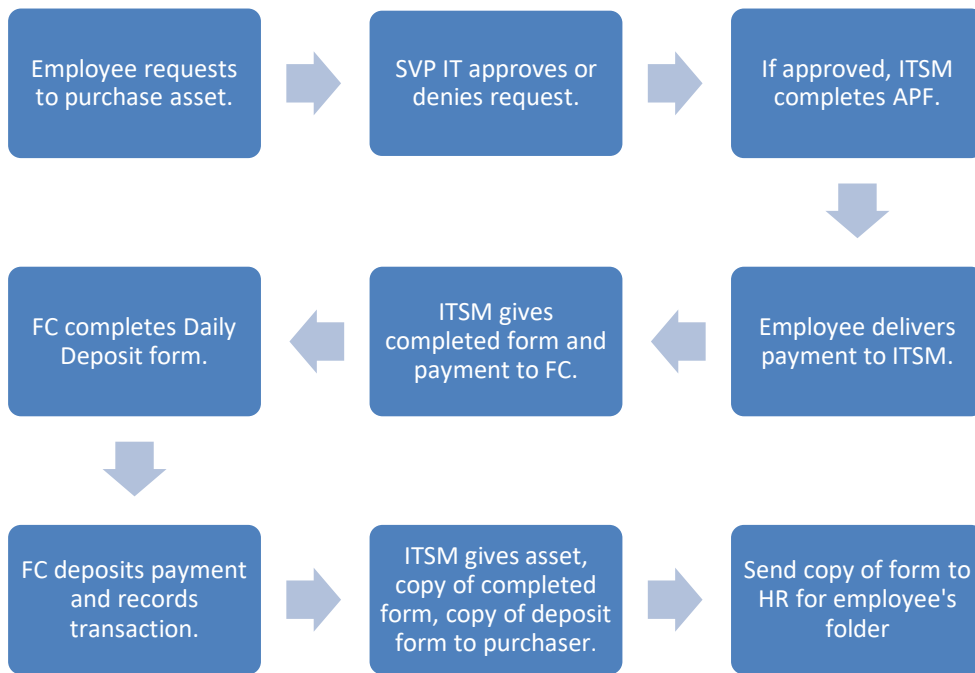 Employee requests
to purchase asset.
SVP IT approves or
denies request.
If approved, ITSM
completes APF.
Employee delivers
payment to ITSM.
ITSM gives
completed form and
payment to FC.
FC completes Daily
Deposit form.
FC deposits payment
and records
transaction.
ITSM gives asset,
copy of completed
form, copy of deposit
form to purchaser.
Send copy of form to
HR for employee's
folder